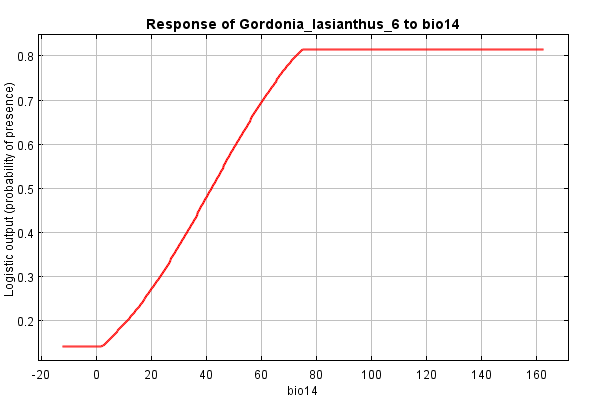 Response of Gordonia_lasianthus_6 to bio14
Logistic output (probability of presence)
0.8
0.7
0.6
0.5
0.4
0.3
0.2
-20 0 20 40 60 80 100 120 140 160
bio14